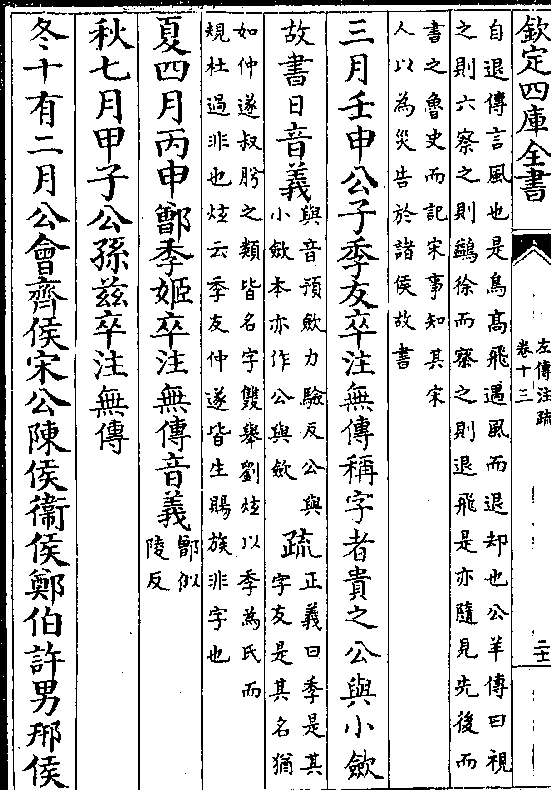 欽定四庫全書
左傳注疏
卷十三
二十
自退傳言風也是鳥高飛遇風而退却也公羊傳曰視
之則六察之則鷁徐而察之則退飛是亦隨見先後而
書之魯史而記宋事知其宋
人以為災告於諸侯故書
三月壬申公子季友卒注無傳稱字者貴之公與小斂
故書日音義與音預斂力驗反公與
小斂本亦作公與斂
疏正義曰季是其
字友是其名猶
如仲遂叔肸之類皆名字雙舉劉炫以季為氏而
規杜過非也炫云季友仲遂皆生賜族非字也
夏四月丙申鄫季姬卒注無傳音義鄫似
陵反
秋七月甲子公孫兹卒注無傳
冬十有二月公會齊侯宋公陳侯衛侯鄭伯許男邢侯